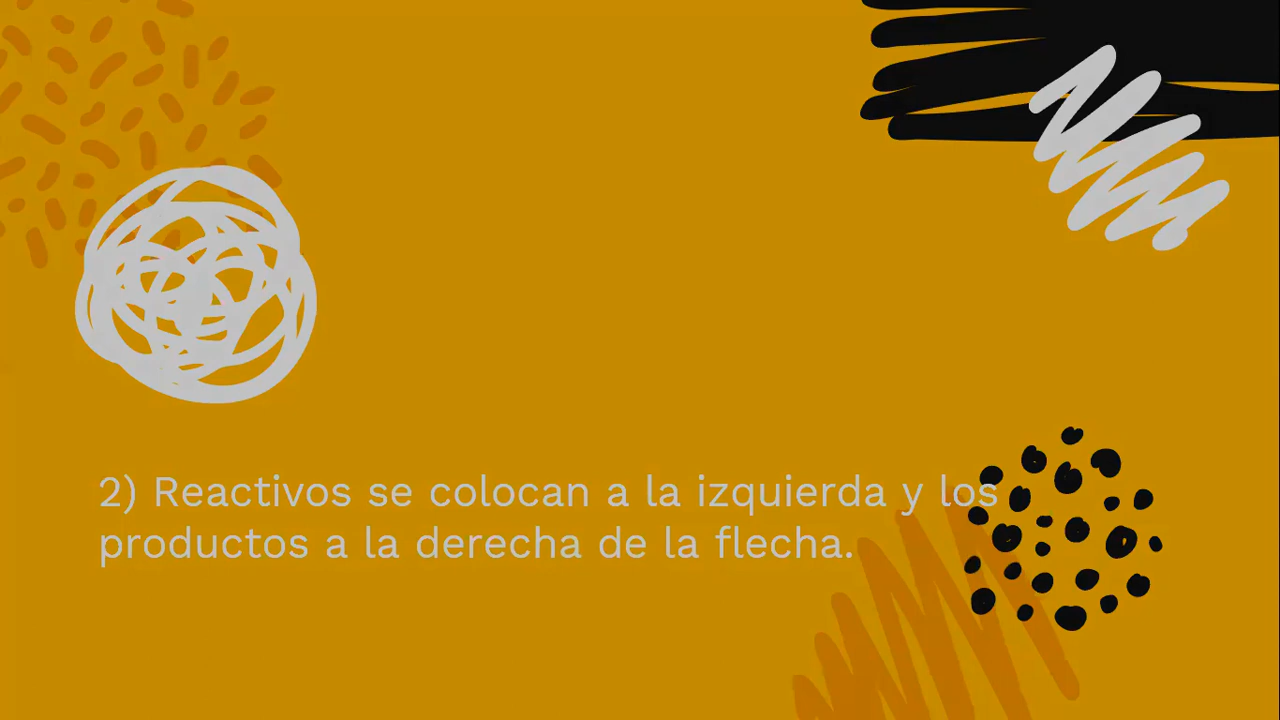 2) Reactivos se colocan a la izquierda y los
productos a la derecha de la flecha.